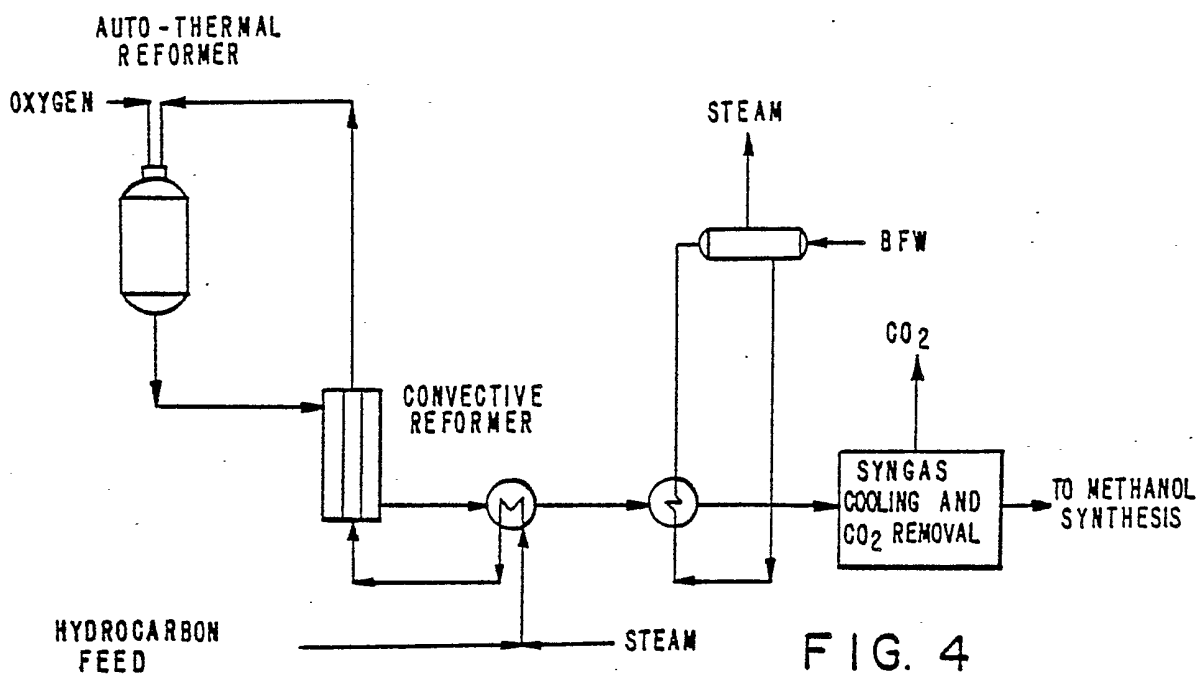 AUTO-THERMAL
REFORMER
OXYGEN
STEAM
BFW
CO2
CONVECTIVE
REFORMER
SYNGAS
COOLING AND
CO2 REMOVAL
TO METHANOL
SYNTHESIS
HYDROCARBON
FEED
STEAM
FIG. 4